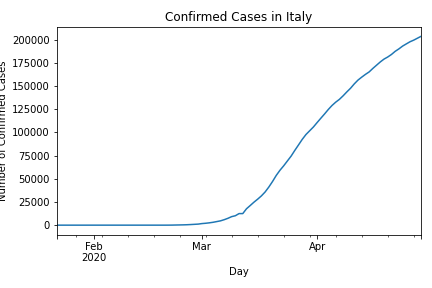 Confirmed Cases in Italy
Number of Confirmed Cases
200000
175000
150000
125000
100000
75000
50000
25000
0
Feb
2020
Mar
Apr
Day